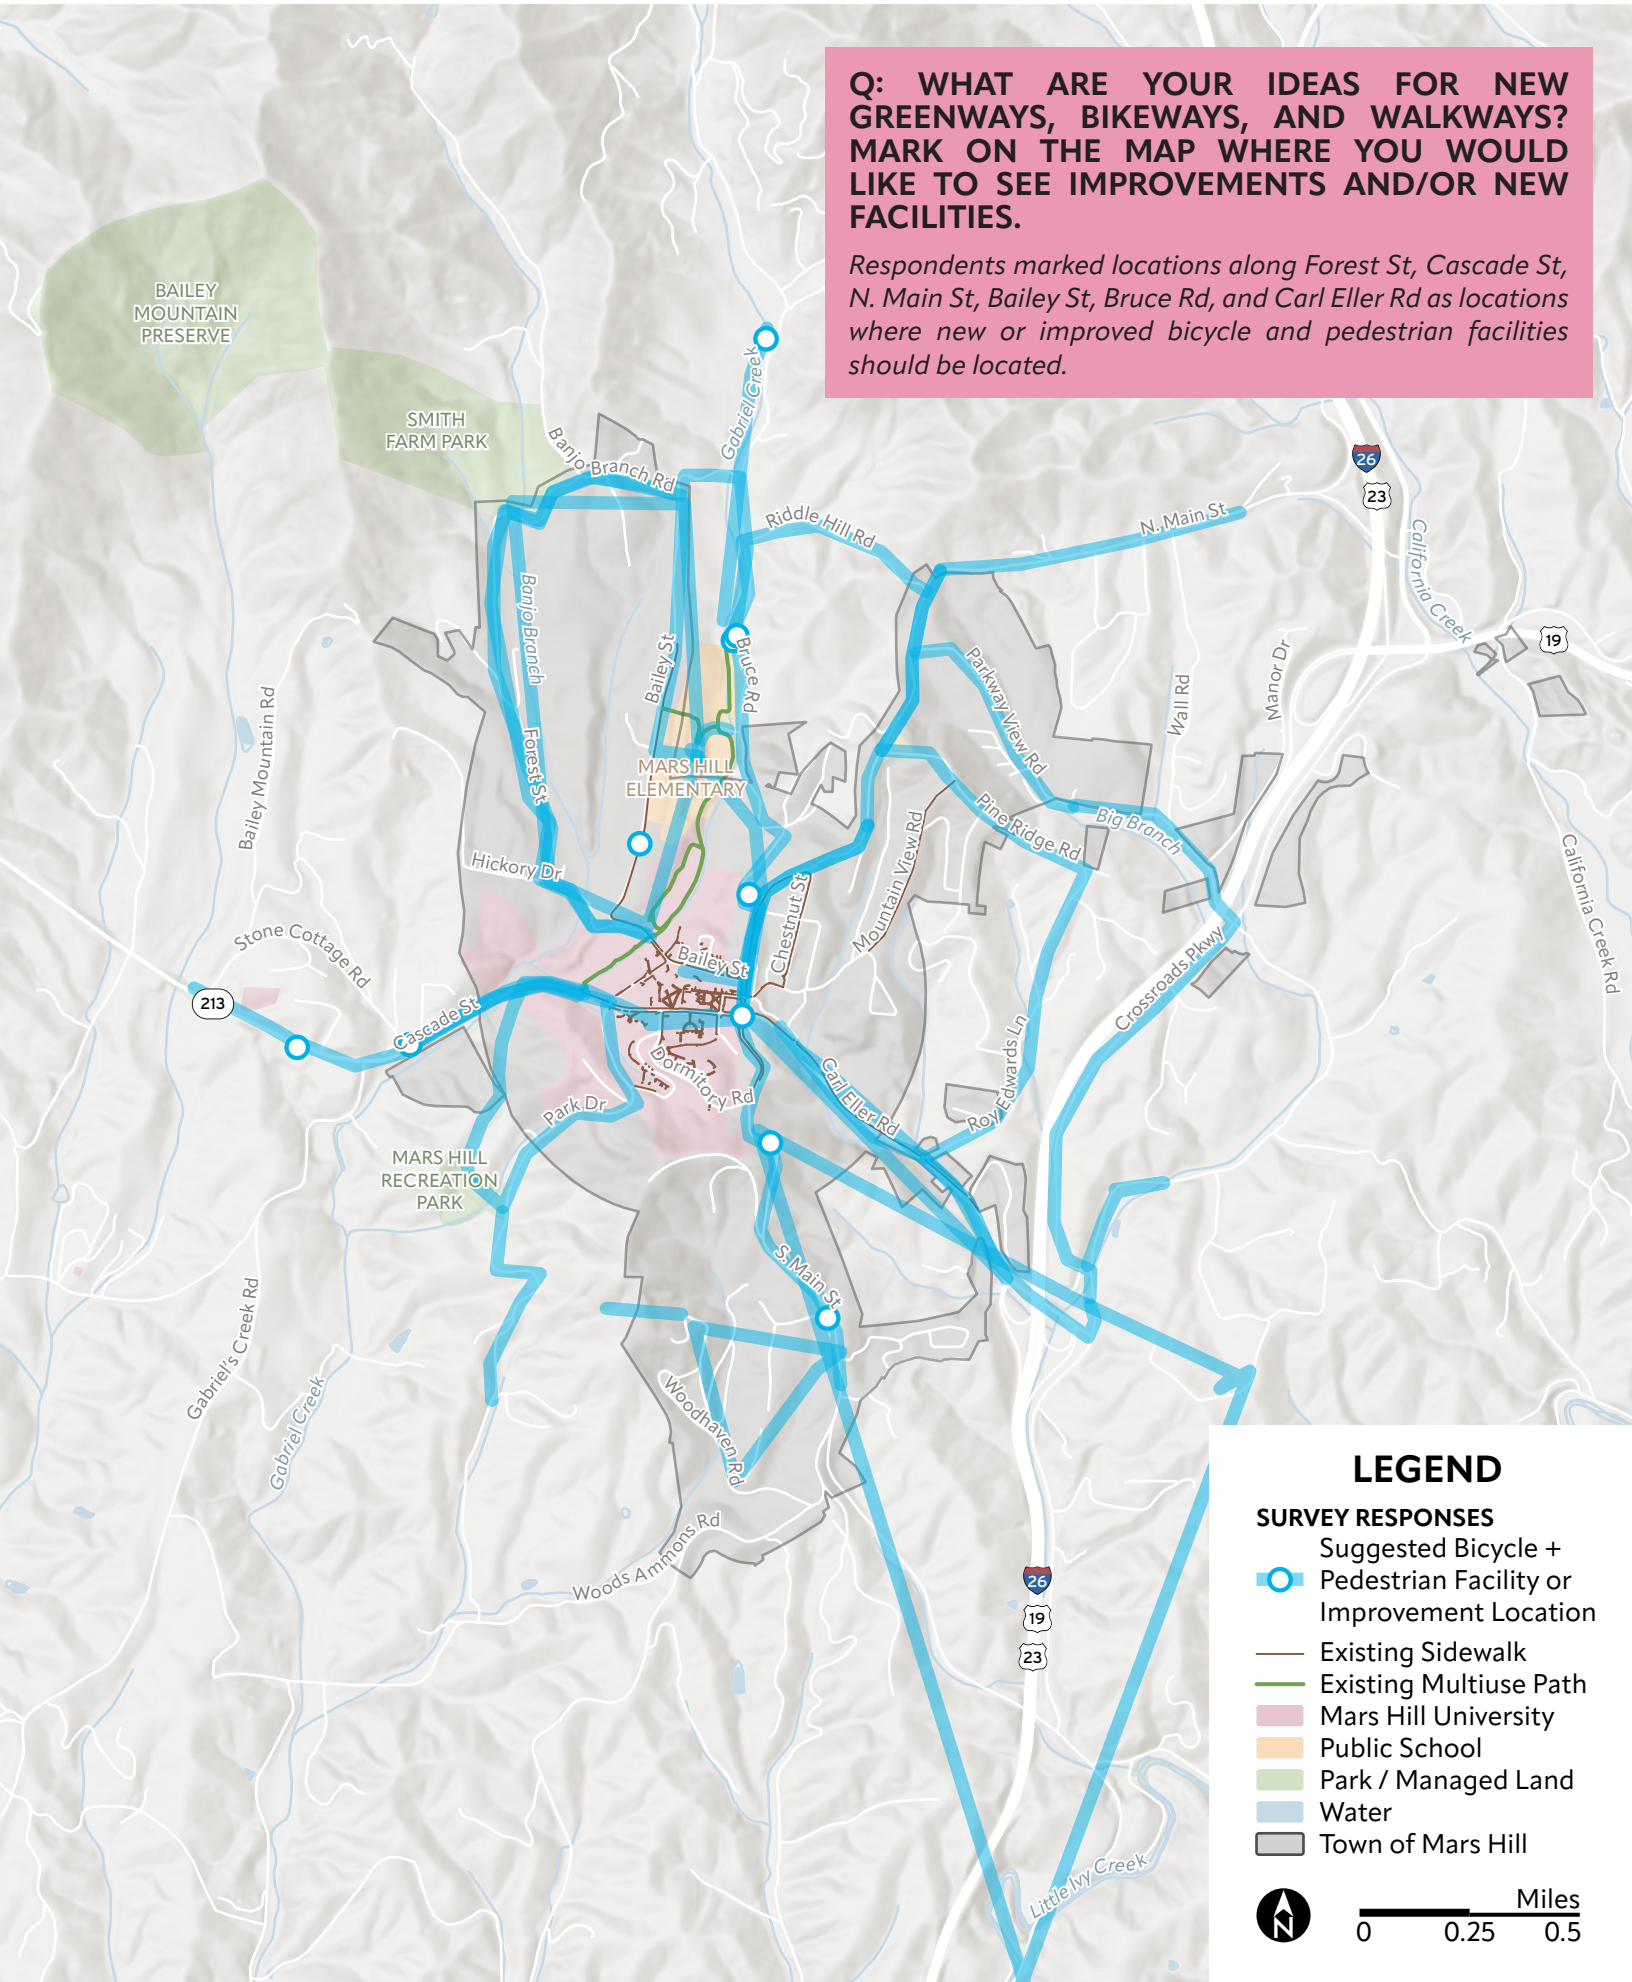 Q: WHAT ARE YOUR IDEAS FOR NEW
GREENWAYS, BIKEWAYS, AND WALKWAYS?
MARK ON THE MAP WHERE YOU WOULD
LIKE TO SEE IMPROVEMENTS AND/OR NEW
FACILITIES.
Respondents marked locations along Forest St, Cascade St,
N. Main St, Bailey St, Bruce Rd, and Carl Eller Rd as locations
where new or improved bicycle and pedestrian facilities
should be located.
BAILEY
MOUNTAIN
PRESERVE
SMITH
FARM PARK
Gabriel Creek
Banjo Branch Rd
26
23
Riddle Hill Rd
N. Main St
California Creek
19
Banjo Branch
Bailey St
Bruce Rd
Parkway View Rd
Wall Rd
Manor Dr
Bailey Mountain Rd
Forest St
MARS HILL
ELEMENTARY
Pine Ridge Rd
Big Branch
Hickory Dr
Mountain View Rd
California Creek Rd
Chestnut St
Stone Cottage Rd
Bailey St
Crossroads Pkwy
213
Cascade St
Dormitory Rd
Carl Eller Rd
Roy Edwards Ln
Park Dr
MARS HILL
RECREATION
PARK
S. Main St
Gabriel's Creek Rd
Gabriel Creek
Woodhaven Rd
Woods Ammons Rd
26
19
23
Little Ivy Creek
LEGEND
SURVEY RESPONSES
Suggested Bicycle +
Pedestrian Facility or
Improvement Location
Existing Sidewalk
Existing Multiuse Path
Mars Hill University
Public School
Park / Managed Land
Water
Town of Mars Hill
N
Miles
0 0.25 0.5